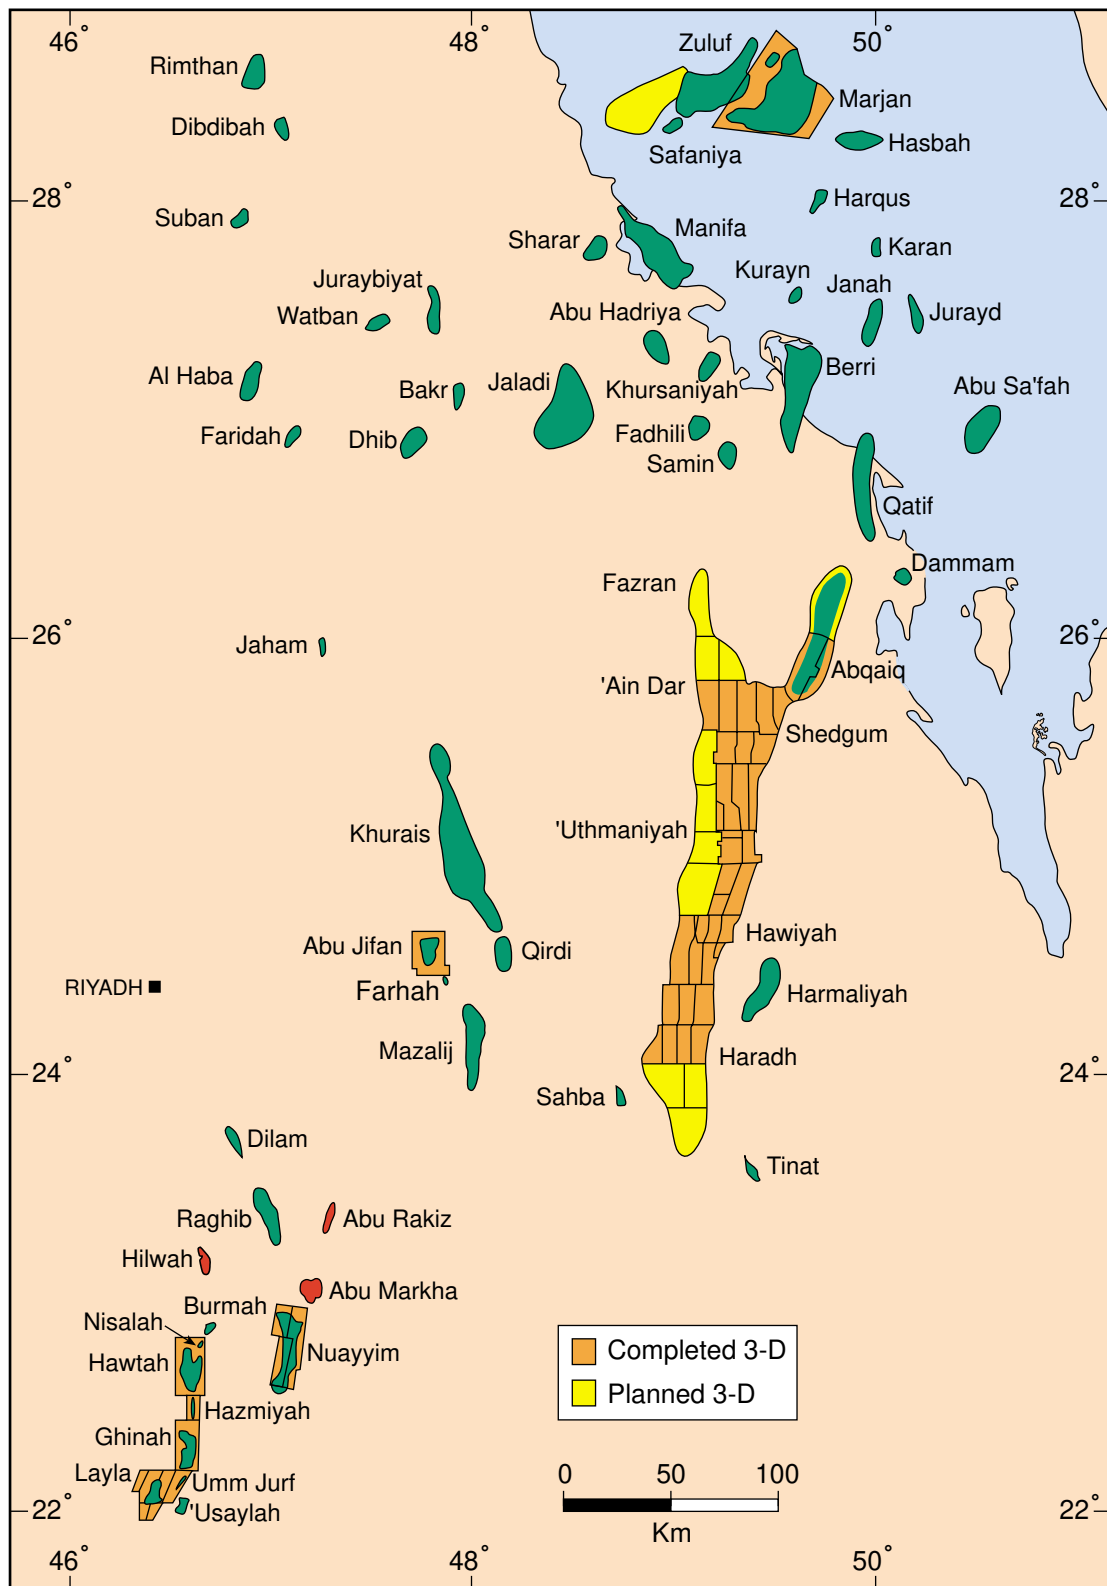 46° 48° 50°
Zuluf
Rimthan
Marjan
Dibdibah
Hasbah
Safaniya
28° 28°
Harqus
Suban
Manifa
Sharar
Karan
Kurayn
Juraybiyat
Janah
Watban
Abu Hadriya
Jurayd
Berri
Al Haba
Jaladi
Abu Sa'fah
Bakr
Khursaniyah
Faridah
Dhib
Fadhili
Samin
Qatif
Dammam
Fazran
26° 26°
Jaham
Abqaiq
'Ain Dar
Shedgum
Khurais
'Uthmaniyah
Hawiyah
Abu Jifan
Qirdi
RIYADH
Farhah
Harmaliyah
Mazalij
Haradh
24° 24°
Sahba
Dilam
Tinat
Raghib
Abu Rakiz
Hilwah
Abu Markha
Burmah
Nisalah
Hawtah
Nuayyim
Completed 3-D
Planned 3-D
Hazmiyah
Ghinah
Layla
Umm Jurf
'Usaylah
0 50 100
Km
22° 22°
46° 48° 50°